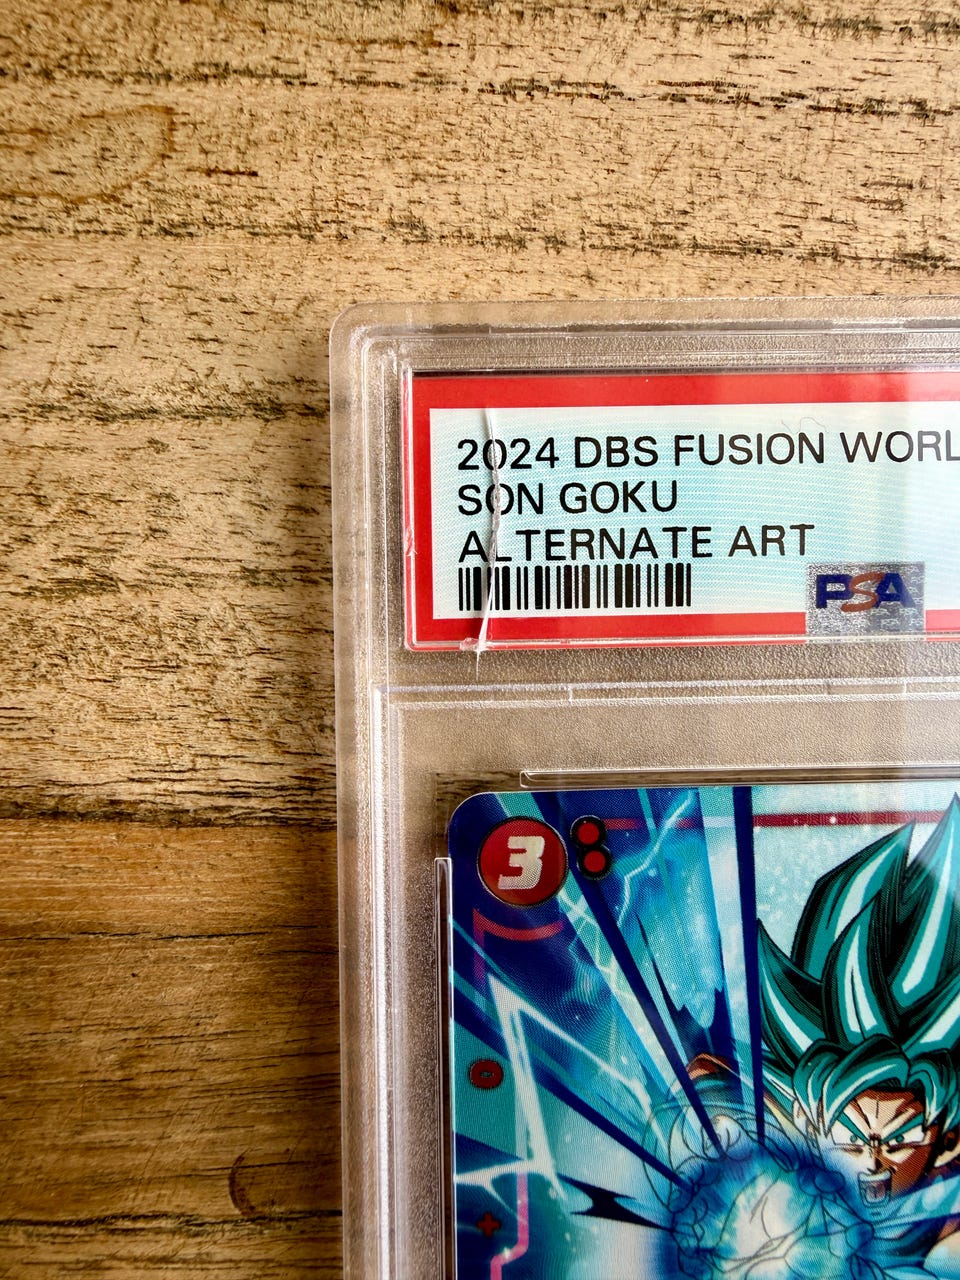 2024 DBS FUSION WORL
SON GOKU
ALTERNATE ART
PSA
3